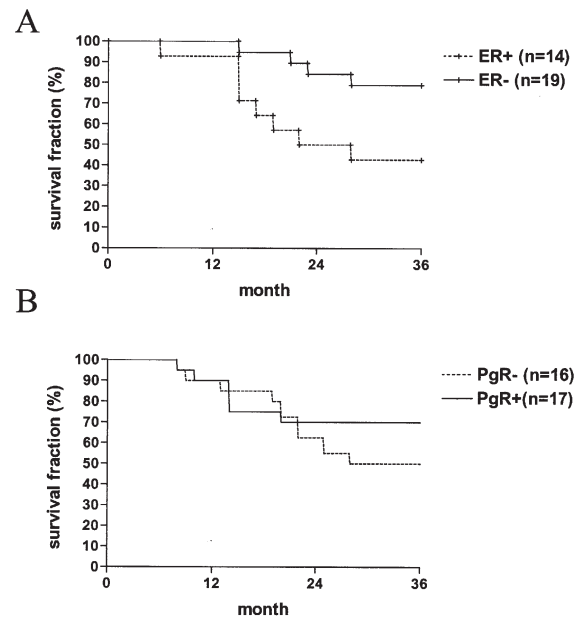 A
100
90
80
70
60
50
40
30
20
10
0
survival fraction (%)
0 12 24 36
month
ER+ (n=14)
ER- (n=19)
B
100
90
80
70
60
50
40
30
20
10
0
survival fraction (%)
0 12 24 36
month
PgR- (n=16)
PgR+(n=17)